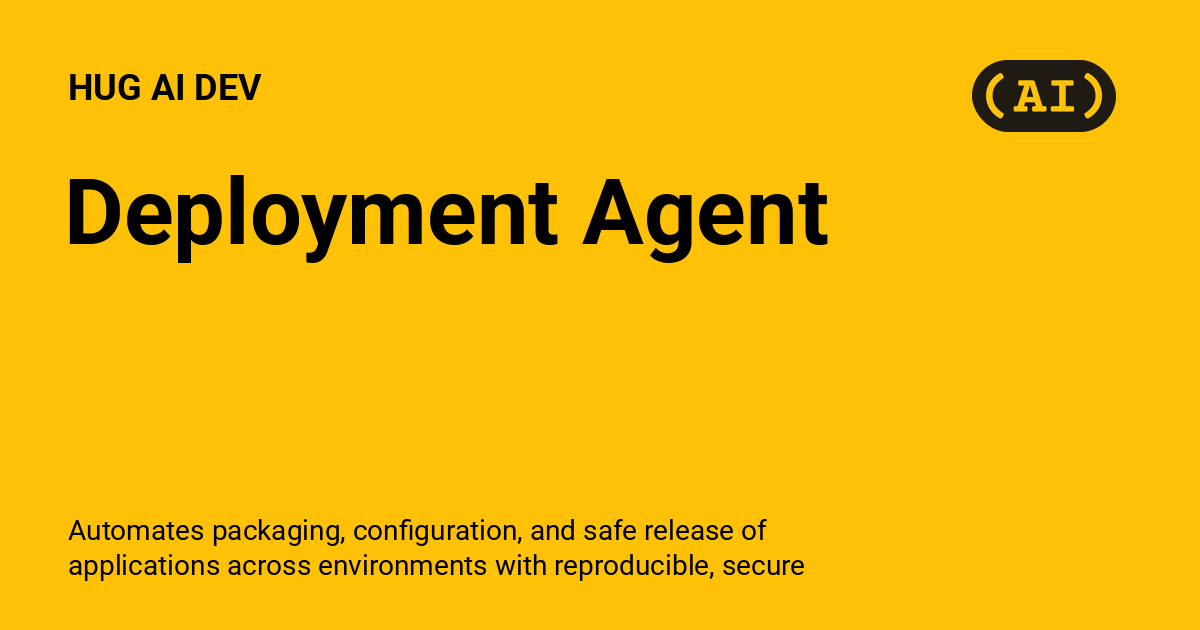 HUG AI DEV
(AI)
Deployment Agent
Automates packaging, configuration, and safe release of
applications across environments with reproducible, secure